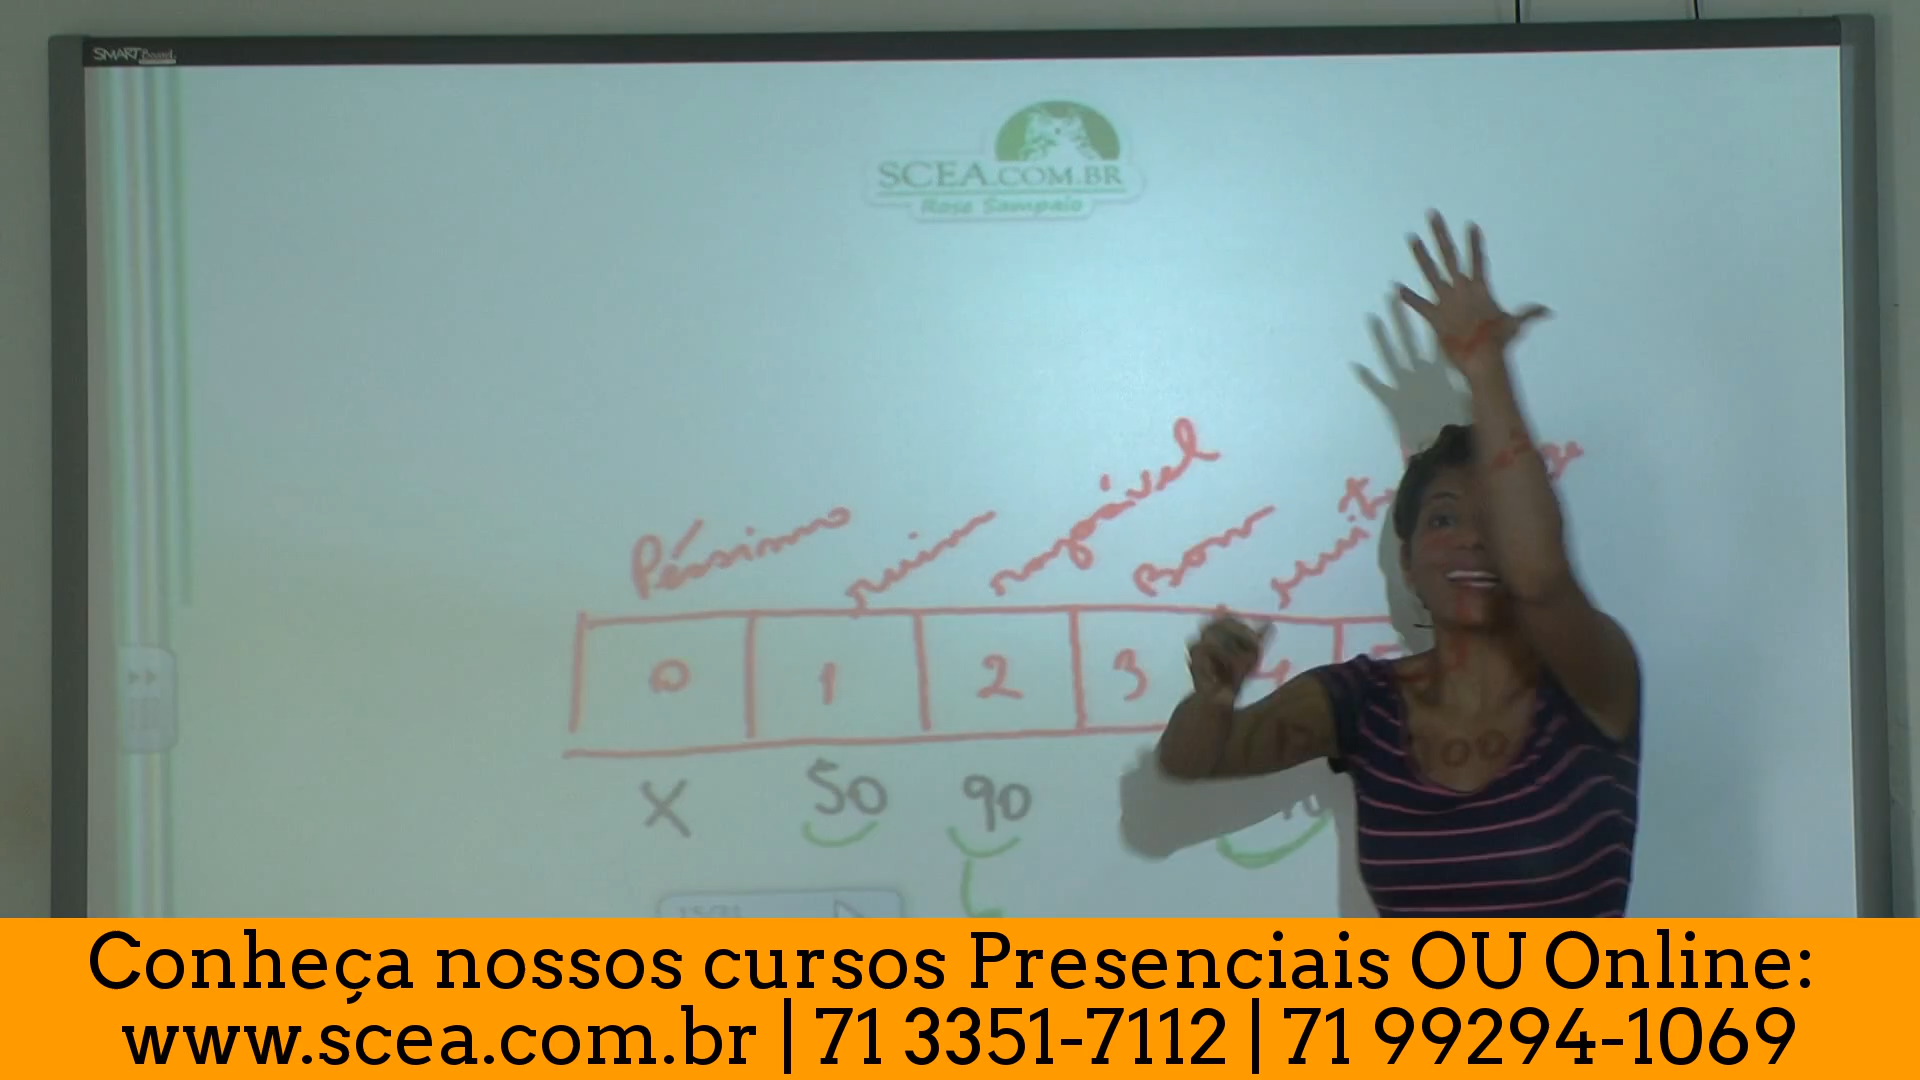 SMART Board
SCEA.COM.BR
Rose Sampaio
Péssimo ruim razoável Bom
0 1 2 3 4
X 50 90
Conheça nossos cursos Presenciais OU Online:
www.scea.com.br | 71 3351-7112 | 71 99294-1069